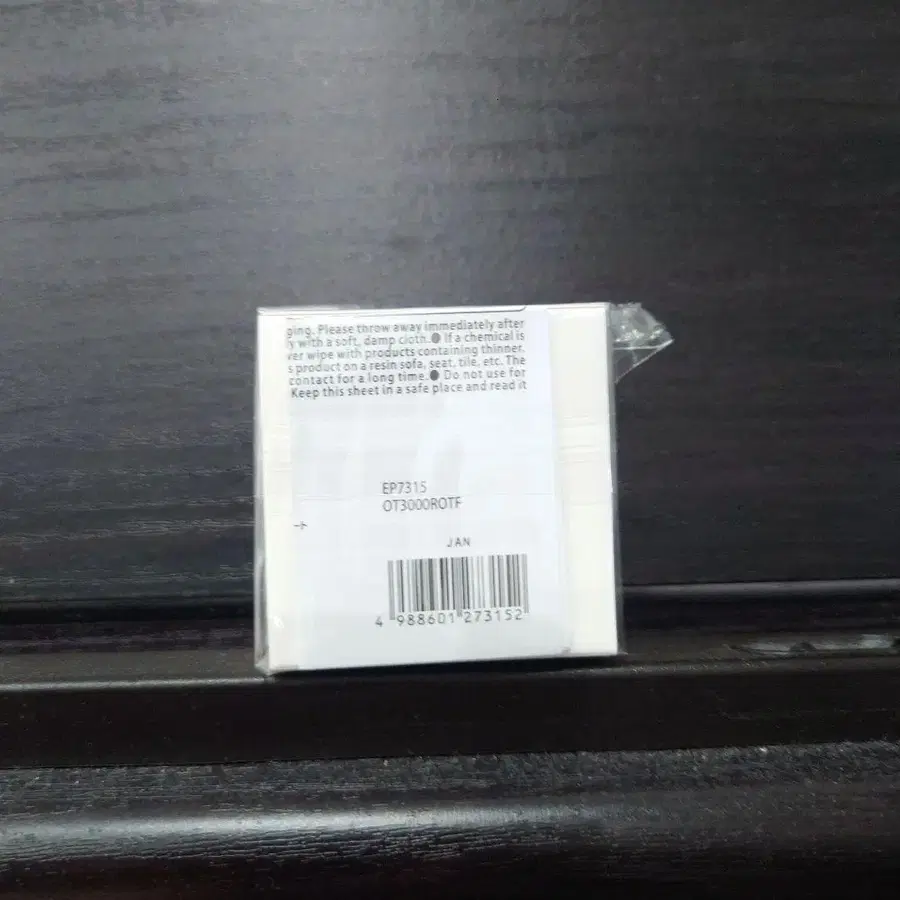 ging. Please throw away immediately after
y with a soft, damp cloth.● If a chemical is
ver wipe with products containing thinner.
s product on a resin sofa, seat, tile, etc. The
contact for a long time.● Do not use for
Keep this sheet in a safe place and read it
EP7315
OT3000ROTF
JAN
4 988601 273152